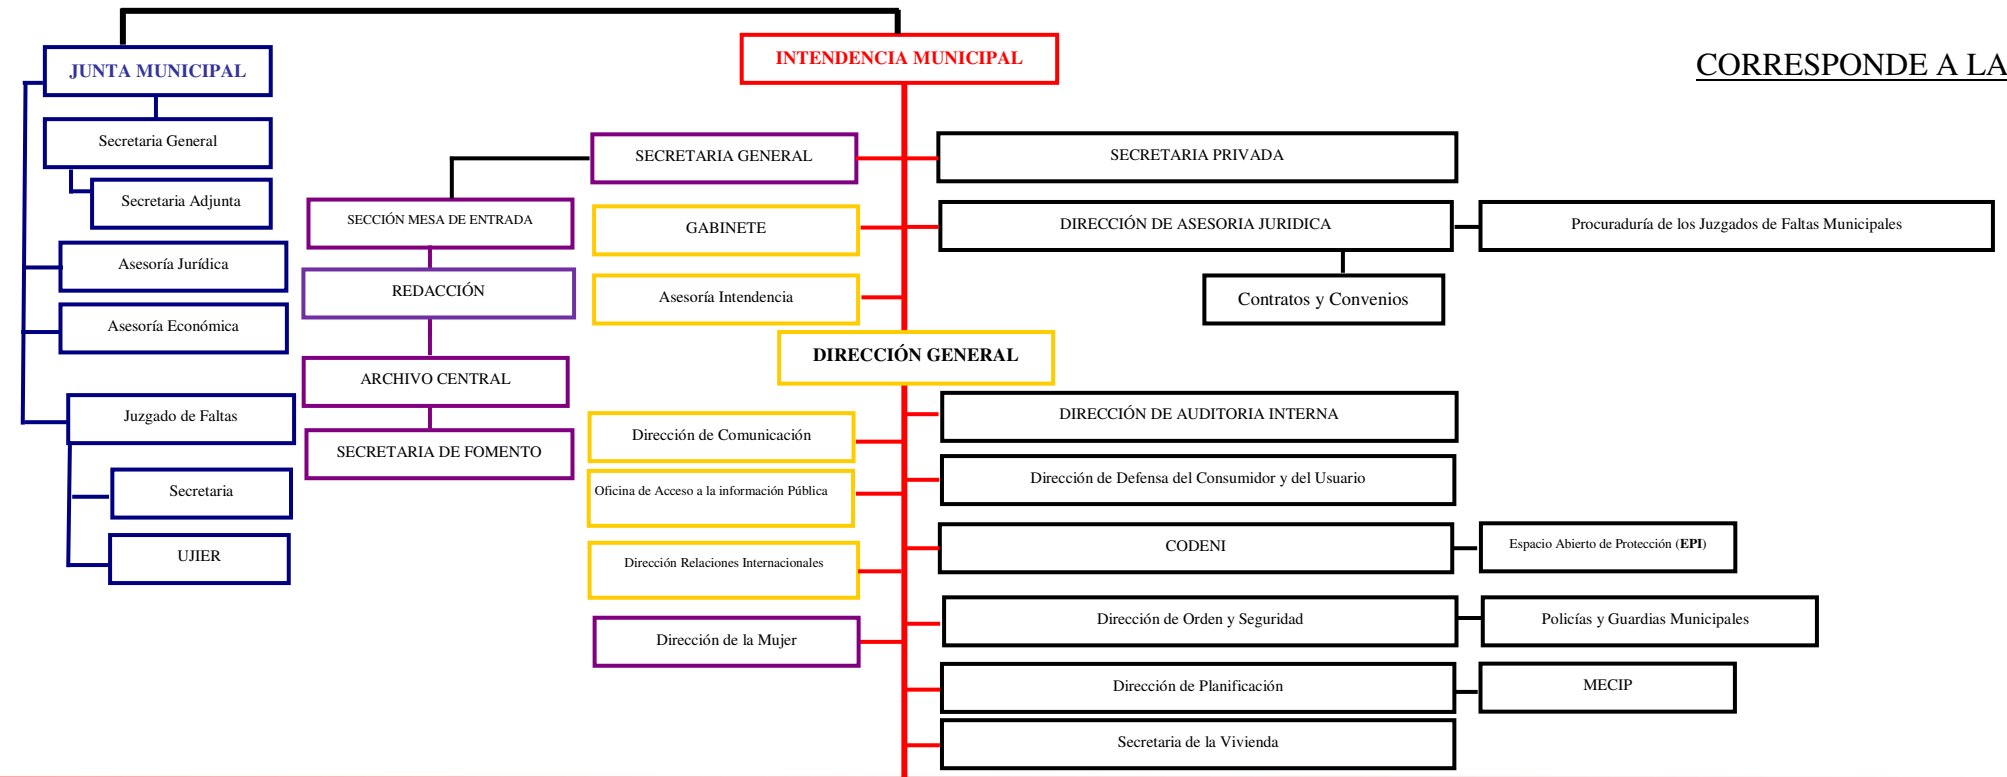 JUNTA MUNICIPAL
INTENDENCIA MUNICIPAL
CORRESPONDE A LA
Secretaria General
Secretaria Adjunta
Asesoría Jurídica
Asesoría Económica
Juzgado de Faltas
Secretaria
UJIER
SECRETARIA GENERAL
SECCIÓN MESA DE ENTRADA
REDACCIÓN
ARCHIVO CENTRAL
SECRETARIA DE FOMENTO
GABINETE
Asesoría Intendencia
SECRETARIA PRIVADA
DIRECCIÓN DE ASESORIA JURIDICA
Procuraduría de los Juzgados de Faltas Municipales
Contratos y Convenios
DIRECCIÓN GENERAL
Dirección de Comunicación
Oficina de Acceso a la información Pública
Dirección Relaciones Internacionales
Dirección de la Mujer
DIRECCIÓN DE AUDITORIA INTERNA
Dirección de Defensa del Consumidor y del Usuario
CODENI
Espacio Abierto de Protección (EPI)
Dirección de Orden y Seguridad
Policías y Guardias Municipales
Dirección de Planificación
MECIP
Secretaria de la Vivienda